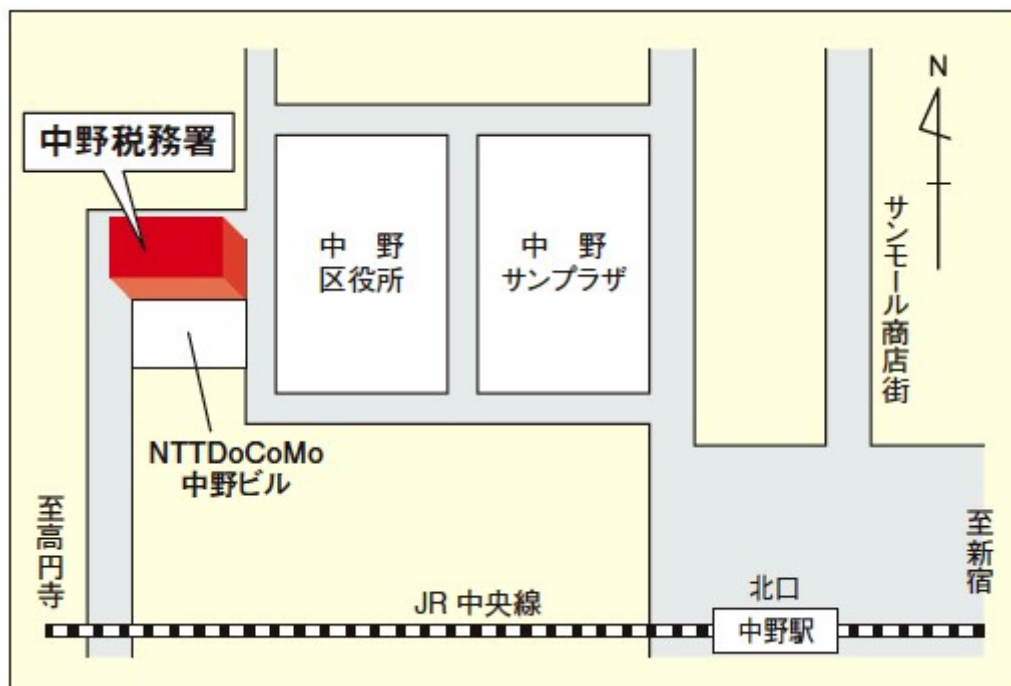 N
中野税務署
中 野
区役所
中 野
サンプラザ
サンモール商店街
NTTDoCoMo
中野ビル
至高円寺
至新宿
JR 中央線
北口
中野駅